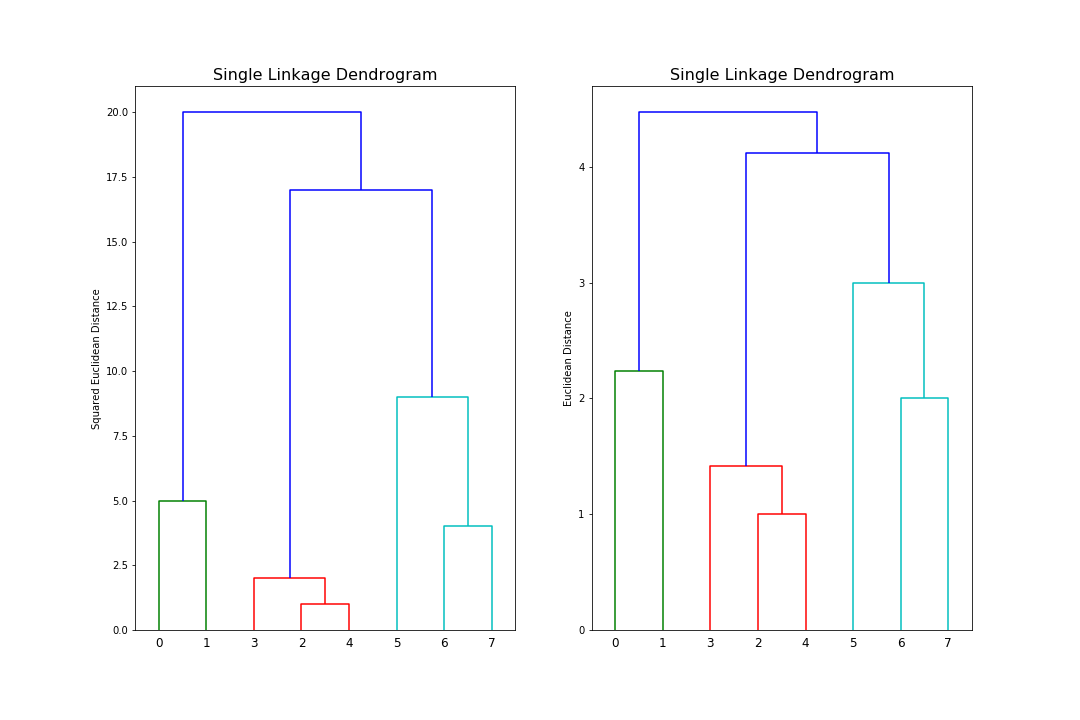 Single Linkage Dendrogram
Squared Euclidean Distance
20.0
17.5
15.0
12.5
10.0
7.5
5.0
2.5
0.0
0 1 3 2 4 5 6 7
Single Linkage Dendrogram
Euclidean Distance
4
3
2
1
0
0 1 3 2 4 5 6 7